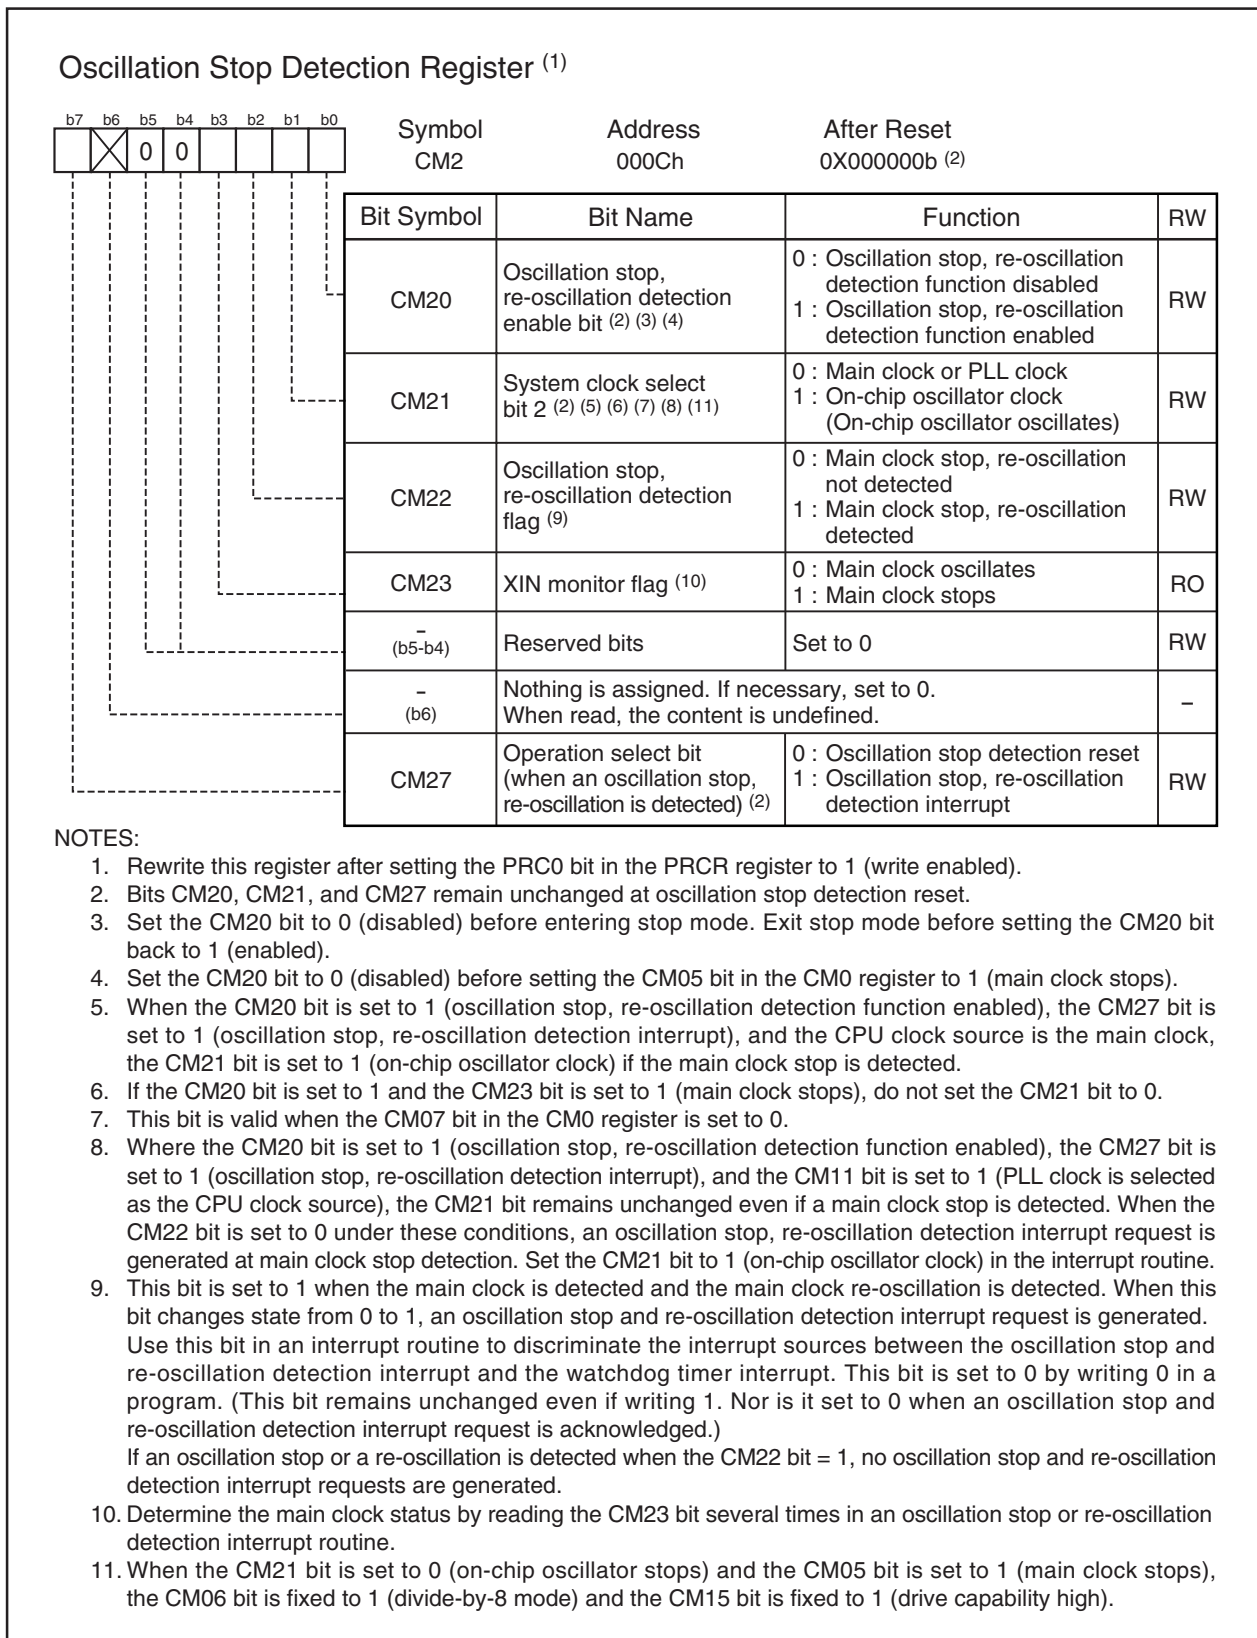 Oscillation Stop Detection Register (1)
b7 b6 b5 b4 b3 b2 b1 b0
0 0
Symbol Address After Reset
CM2 000Ch 0X000000b (2)
Bit Symbol Bit Name Function RW
CM20
Oscillation stop,
re-oscillation detection
enable bit (2) (3) (4)
0 : Oscillation stop, re-oscillation
detection function disabled
1 : Oscillation stop, re-oscillation
detection function enabled
RW
CM21
System clock select
bit 2 (2) (5) (6) (7) (8) (11)
0 : Main clock or PLL clock
1 : On-chip oscillator clock
(On-chip oscillator oscillates)
RW
CM22
Oscillation stop,
re-oscillation detection
flag (9)
0 : Main clock stop, re-oscillation
not detected
1 : Main clock stop, re-oscillation
detected
RW
CM23
XIN monitor flag (10)
0 : Main clock oscillates
1 : Main clock stops
RO
–
(b5-b4)
Reserved bits
Set to 0
RW
–
(b6)
Nothing is assigned. If necessary, set to 0.
When read, the content is undefined.
–
CM27
Operation select bit
(when an oscillation stop,
re-oscillation is detected) (2)
0 : Oscillation stop detection reset
1 : Oscillation stop, re-oscillation
detection interrupt
RW
NOTES:
1. Rewrite this register after setting the PRC0 bit in the PRCR register to 1 (write enabled).
2. Bits CM20, CM21, and CM27 remain unchanged at oscillation stop detection reset.
3. Set the CM20 bit to 0 (disabled) before entering stop mode. Exit stop mode before setting the CM20 bit
back to 1 (enabled).
4. Set the CM20 bit to 0 (disabled) before setting the CM05 bit in the CM0 register to 1 (main clock stops).
5. When the CM20 bit is set to 1 (oscillation stop, re-oscillation detection function enabled), the CM27 bit is
set to 1 (oscillation stop, re-oscillation detection interrupt), and the CPU clock source is the main clock,
the CM21 bit is set to 1 (on-chip oscillator clock) if the main clock stop is detected.
6. If the CM20 bit is set to 1 and the CM23 bit is set to 1 (main clock stops), do not set the CM21 bit to 0.
7. This bit is valid when the CM07 bit in the CM0 register is set to 0.
8. Where the CM20 bit is set to 1 (oscillation stop, re-oscillation detection function enabled), the CM27 bit is
set to 1 (oscillation stop, re-oscillation detection interrupt), and the CM11 bit is set to 1 (PLL clock is selected
as the CPU clock source), the CM21 bit remains unchanged even if a main clock stop is detected. When the
CM22 bit is set to 0 under these conditions, an oscillation stop, re-oscillation detection interrupt request is
generated at main clock stop detection. Set the CM21 bit to 1 (on-chip oscillator clock) in the interrupt routine.
9. This bit is set to 1 when the main clock is detected and the main clock re-oscillation is detected. When this
bit changes state from 0 to 1, an oscillation stop and re-oscillation detection interrupt request is generated.
Use this bit in an interrupt routine to discriminate the interrupt sources between the oscillation stop and
re-oscillation detection interrupt and the watchdog timer interrupt. This bit is set to 0 by writing 0 in a
program. (This bit remains unchanged even if writing 1. Nor is it set to 0 when an oscillation stop and
re-oscillation detection interrupt request is acknowledged.)
If an oscillation stop or a re-oscillation is detected when the CM22 bit = 1, no oscillation stop and re-oscillation
detection interrupt requests are generated.
10. Determine the main clock status by reading the CM23 bit several times in an oscillation stop or re-oscillation
detection interrupt routine.
11. When the CM21 bit is set to 0 (on-chip oscillator stops) and the CM05 bit is set to 1 (main clock stops),
the CM06 bit is fixed to 1 (divide-by-8 mode) and the CM15 bit is fixed to 1 (drive capability high).